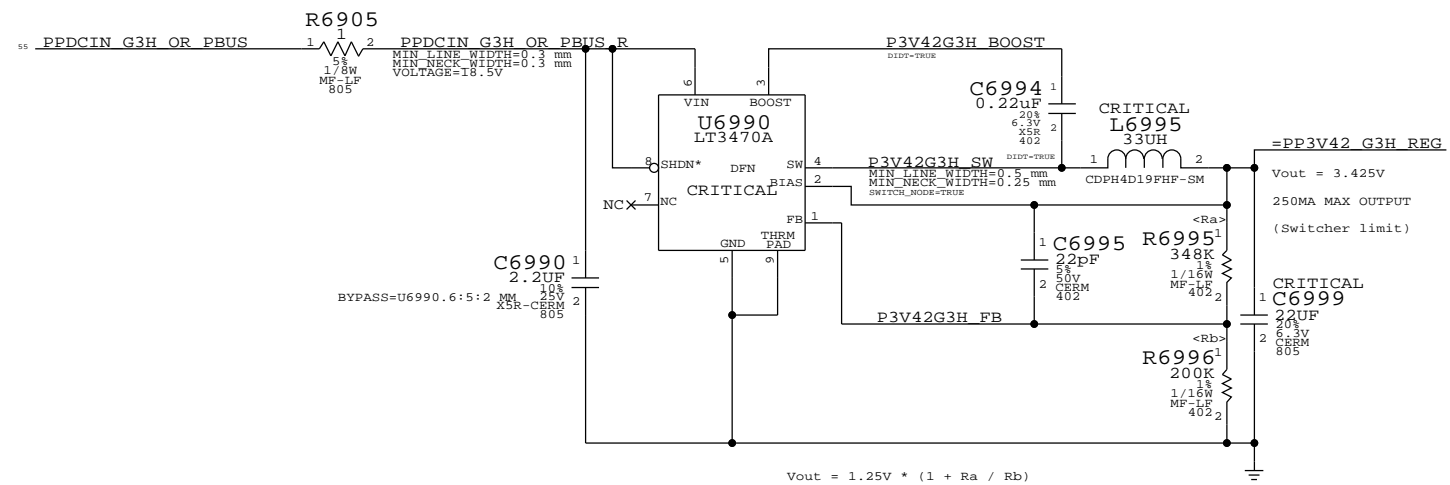 R6905
55 PPDCIN_G3H_OR_PBUS
1
1 2
5%
1/8W
MF-LF
805
PPDCIN_G3H_OR_PBUS_R
MIN_LINE_WIDTH=0.3 mm
MIN_NECK_WIDTH=0.3 mm
VOLTAGE=18.5V
P3V42G3H_BOOST
DIDT=TRUE
6
3
VIN
BOOST
U6990
LT3470A
8
SHDN*
DFN
CRITICAL
NC
7
NC
SW
4
BIAS
2
FB
1
GND
THRM
PAD
5
9
C6994
0.22uF
20%
6.3V
X5R
402
1
2
P3V42G3H_SW
DIDT=TRUE
MIN_LINE_WIDTH=0.5 mm
MIN_NECK_WIDTH=0.25 mm
SWITCH_NODE=TRUE
CRITICAL
L6995
33UH
1 2
CDPH4D19FHF-SM
=PP3V42_G3H_REG
Vout = 3.425V
250MA MAX OUTPUT
(Switcher limit)
<Ra>
R6995
1
348K
1%
1/16W
MF-LF
402
2
1
C6995
22pF
5%
50V
CERM
402
2
C6990
1
2.2UF
10%
25V
X5R-CERM
805
2
BYPASS=U6990.6:5:2 MM
P3V42G3H_FB
CRITICAL
1
C6999
22UF
20%
6.3V
CERM
805
2
<Rb>
R6996
1
200K
1%
1/16W
MF-LF
402
2
Vout = 1.25V * (1 + Ra / Rb)